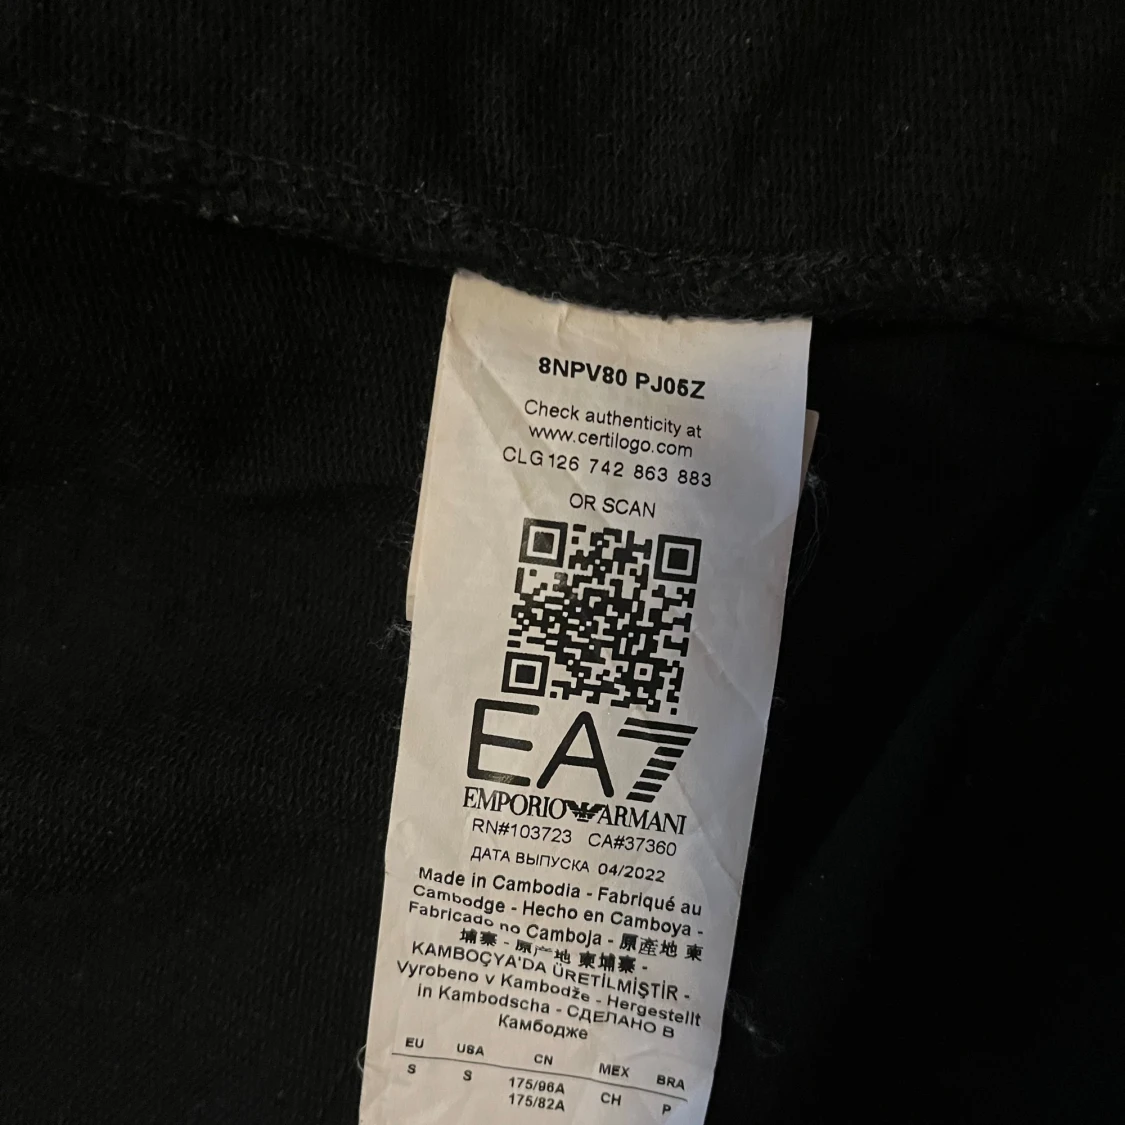 8NPV80 PJ05Z
Check authenticity at
www.certilogo.com
CLG 126 742 863 883
OR SCAN
EA7
EMPORIO ARMANI
RN#103723 CA#37360
ДАТА ВЫПУСКА 04/2022
Made in Cambodia - Fabriqué au
Cambodge - Hecho en Camboya -
Fabricado no Camboja - 原產地 柬
埔寨 - 原产地 柬埔寨 -
KAMBOÇYA'DA ÜRETİLMİŞTİR -
Vyrobeno v Kambodže - Hergestellt
in Kambodscha - СДЕЛАНО В
Камбодже
EU USA CN MEX BRA
S S 175/96A CH P
175/82A